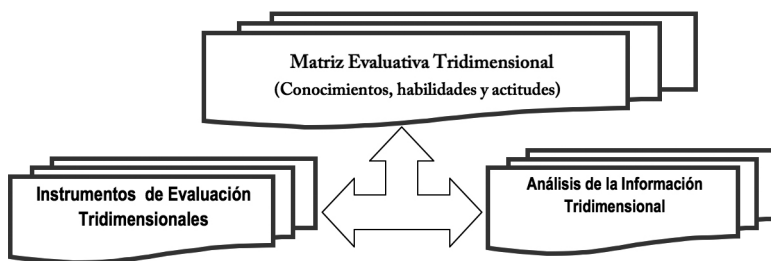 Matriz Evaluativa Tridimensional
(Conocimientos, habilidades y actitudes)
Instrumentos de Evaluación
Tridimensionales
Análisis de la Información
Tridimensional